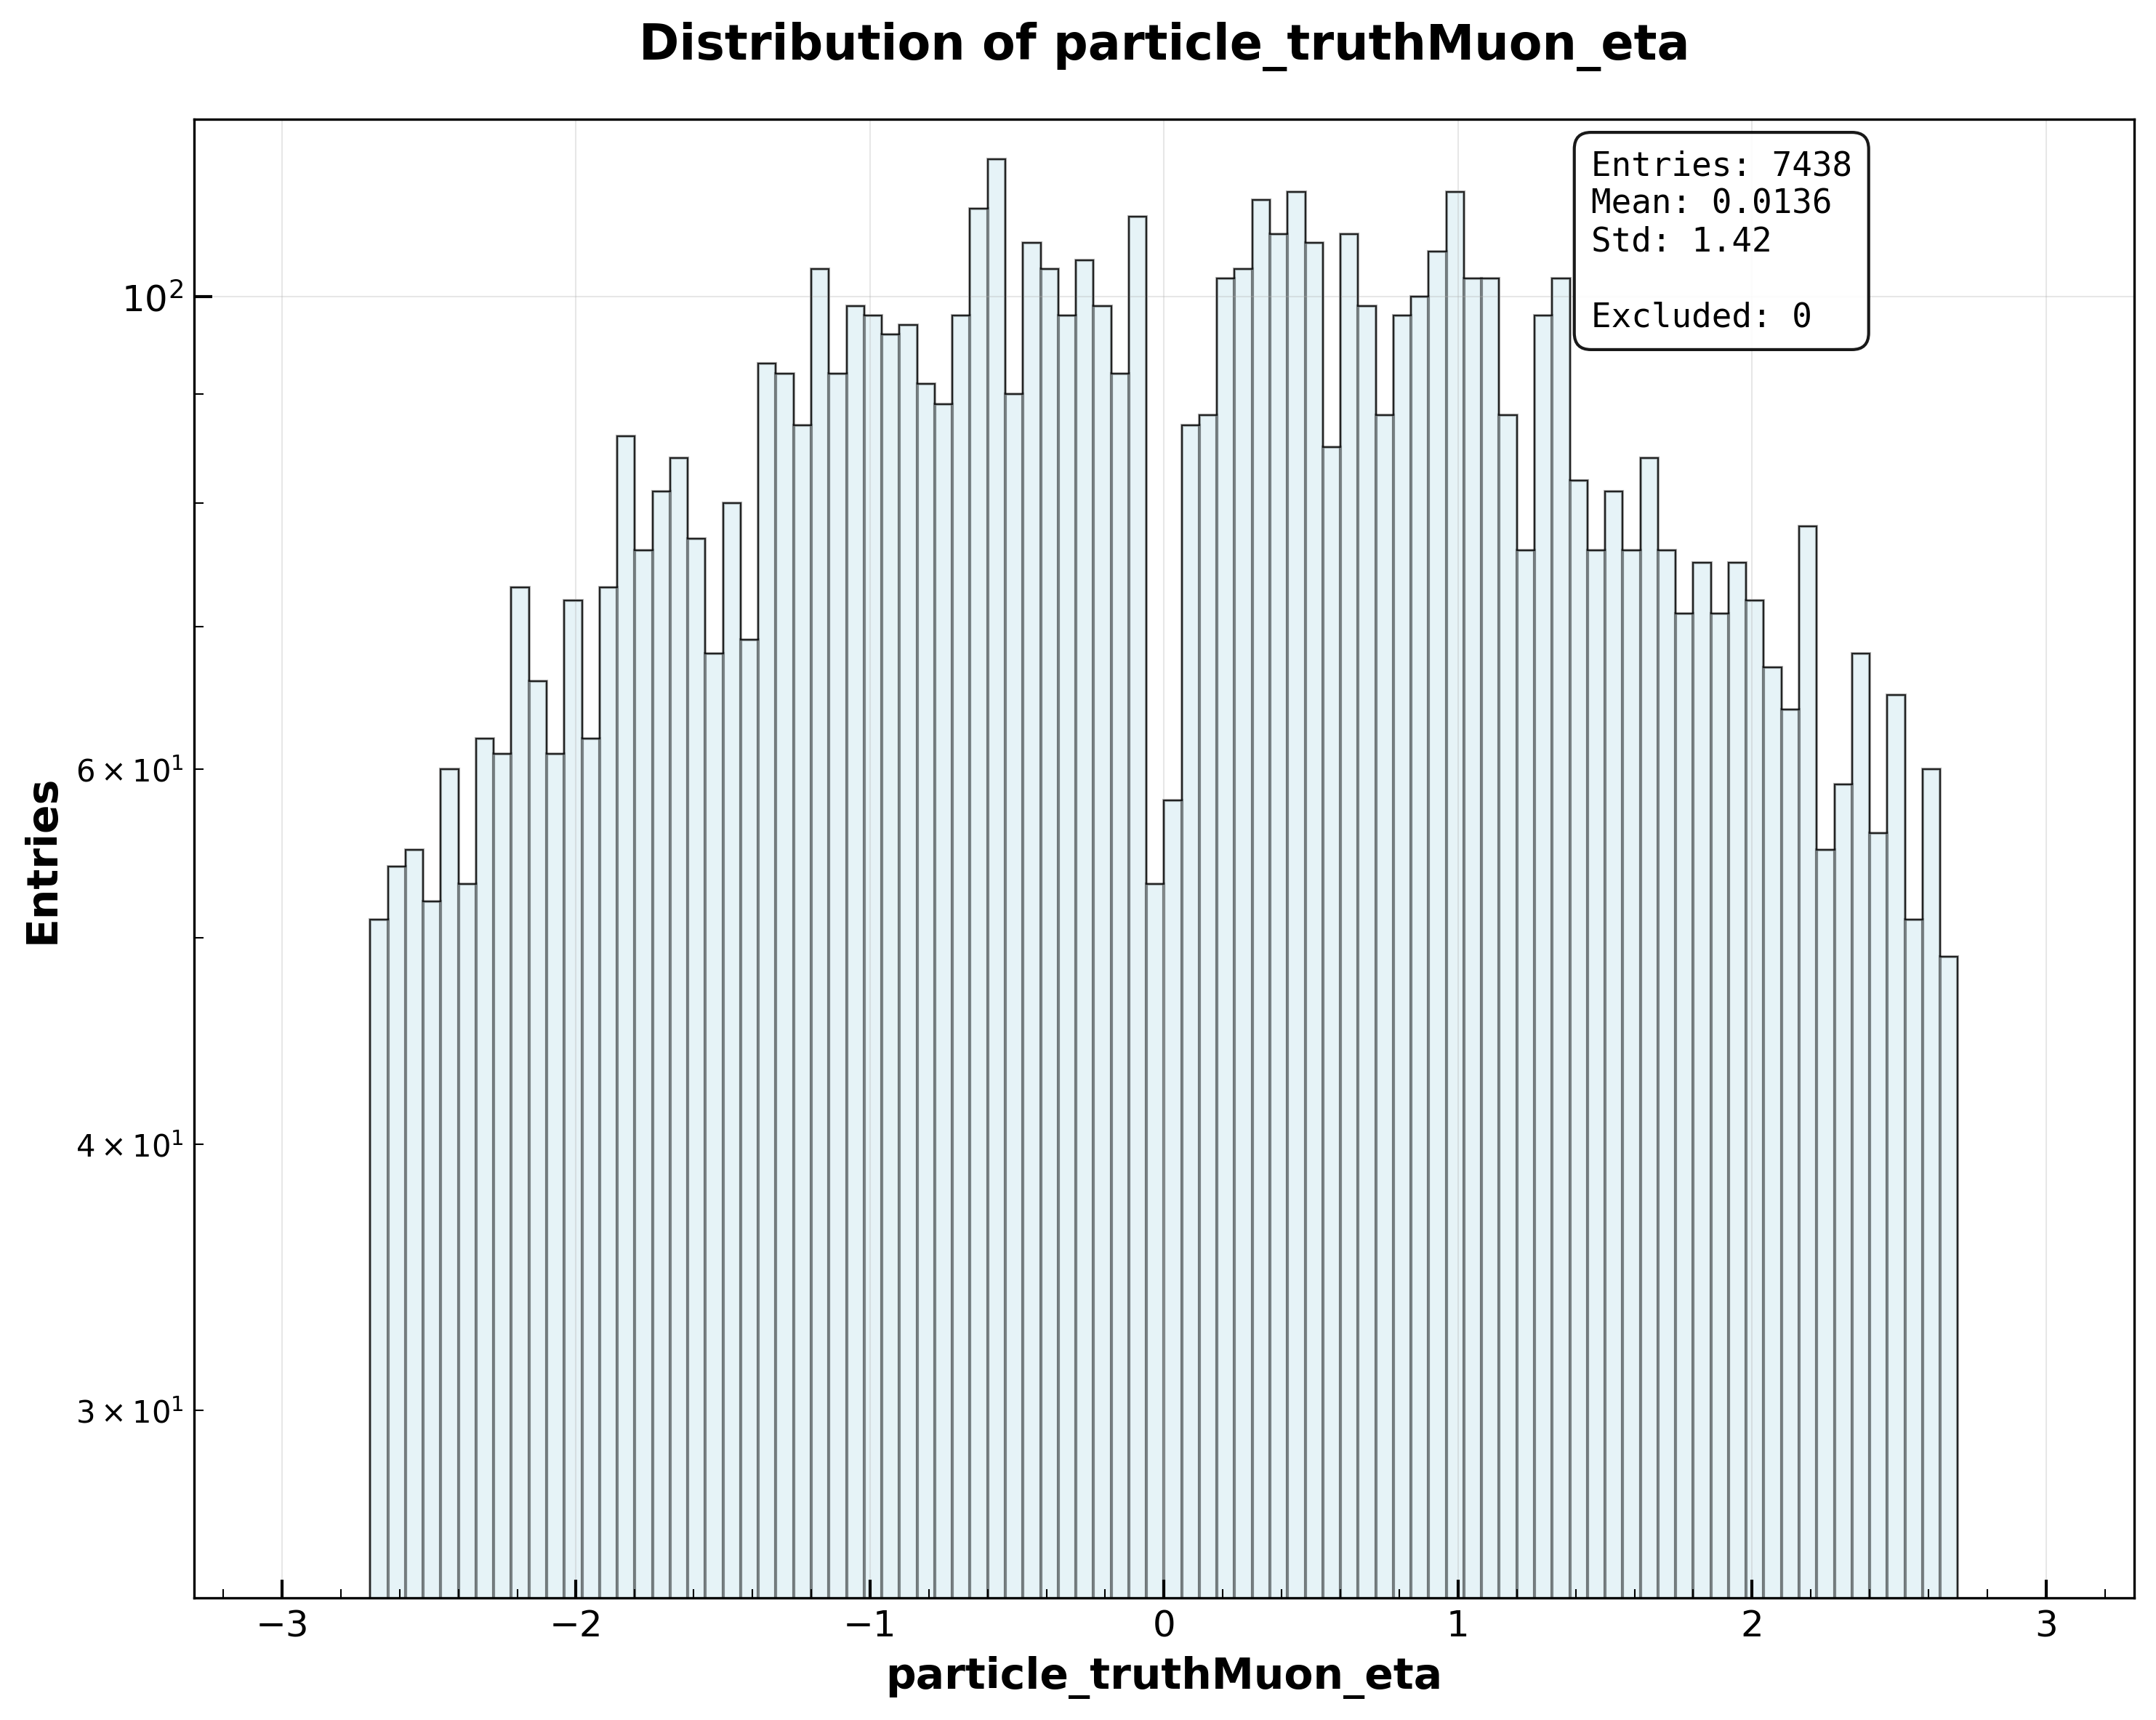 Distribution of particle_truthMuon_eta
Entries: 7438
Mean: 0.0136
Std: 1.42
Excluded: 0
10²
6×10¹
4×10¹
3×10¹
Entries
−3 −2 −1 0 1 2 3
particle_truthMuon_eta